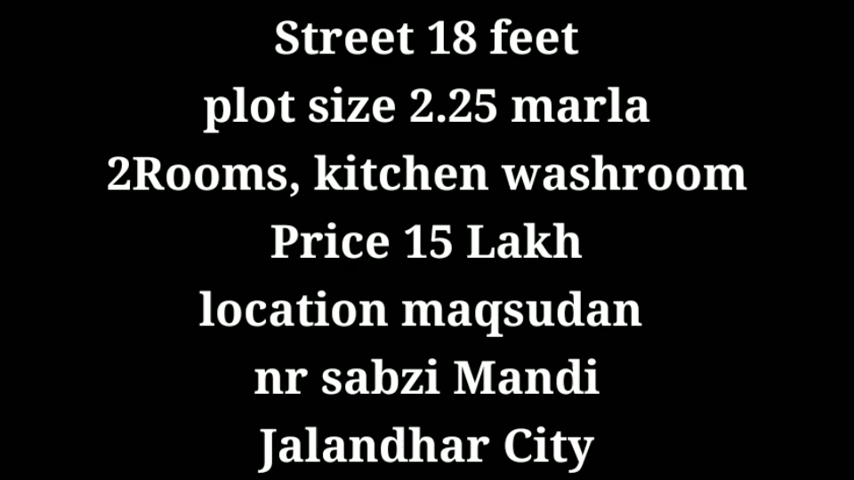 Street 18 feet
plot size 2.25 marla
2Rooms, kitchen washroom
Price 15 Lakh
location maqsudan
nr sabzi Mandi
Jalandhar City